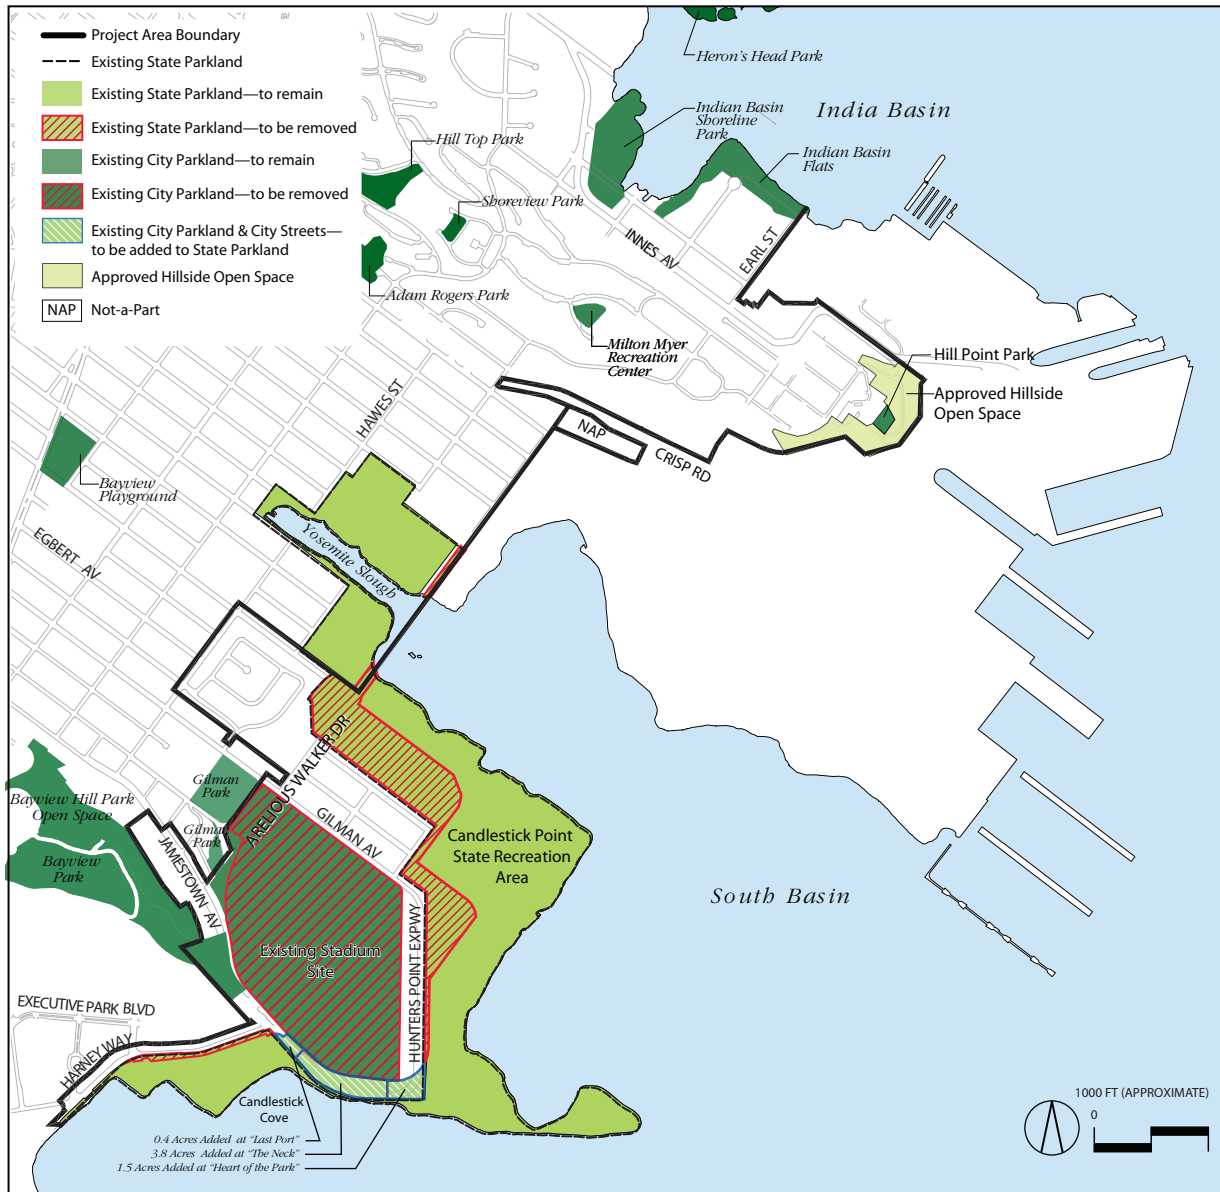 Project Area Boundary
Existing State Parkland
Existing State Parkland—to remain
Existing State Parkland—to be removed
Existing City Parkland—to remain
Existing City Parkland—to be removed
Existing City Parkland & City Streets—
to be added to State Parkland
Approved Hillside Open Space
NAP Not-a-Part
Heron's Head Park
Indian Basin
Shoreline
Park
India Basin
Hill Top Park
Indian Basin
Flats
Shoreview Park
INNES AV
EARL ST
Adam Rogers Park
Milton Myer
Recreation
Center
Hill Point Park
Approved Hillside
Open Space
HAWES ST
NAP
CRISP RD
Bayview
Playground
EGBERT AV
Yosemite Slough
ARELIOUS WALKER DR
Gilman
Park
Gilman
Park
GILMAN AV
Bayview Hill Park
Open Space
Bayview
Park
JAMESTOWN AV
Candlestick Point
State Recreation
Area
South Basin
Existing Stadium
Site
HUNTERS POINT EXPWY
EXECUTIVE PARK BLVD
HARNEY WAY
Candlestick
Cove
0.4 Acres Added at "Last Port"
3.8 Acres Added at "The Neck"
1.5 Acres Added at "Heart of the Park"
1000 FT (APPROXIMATE)
0